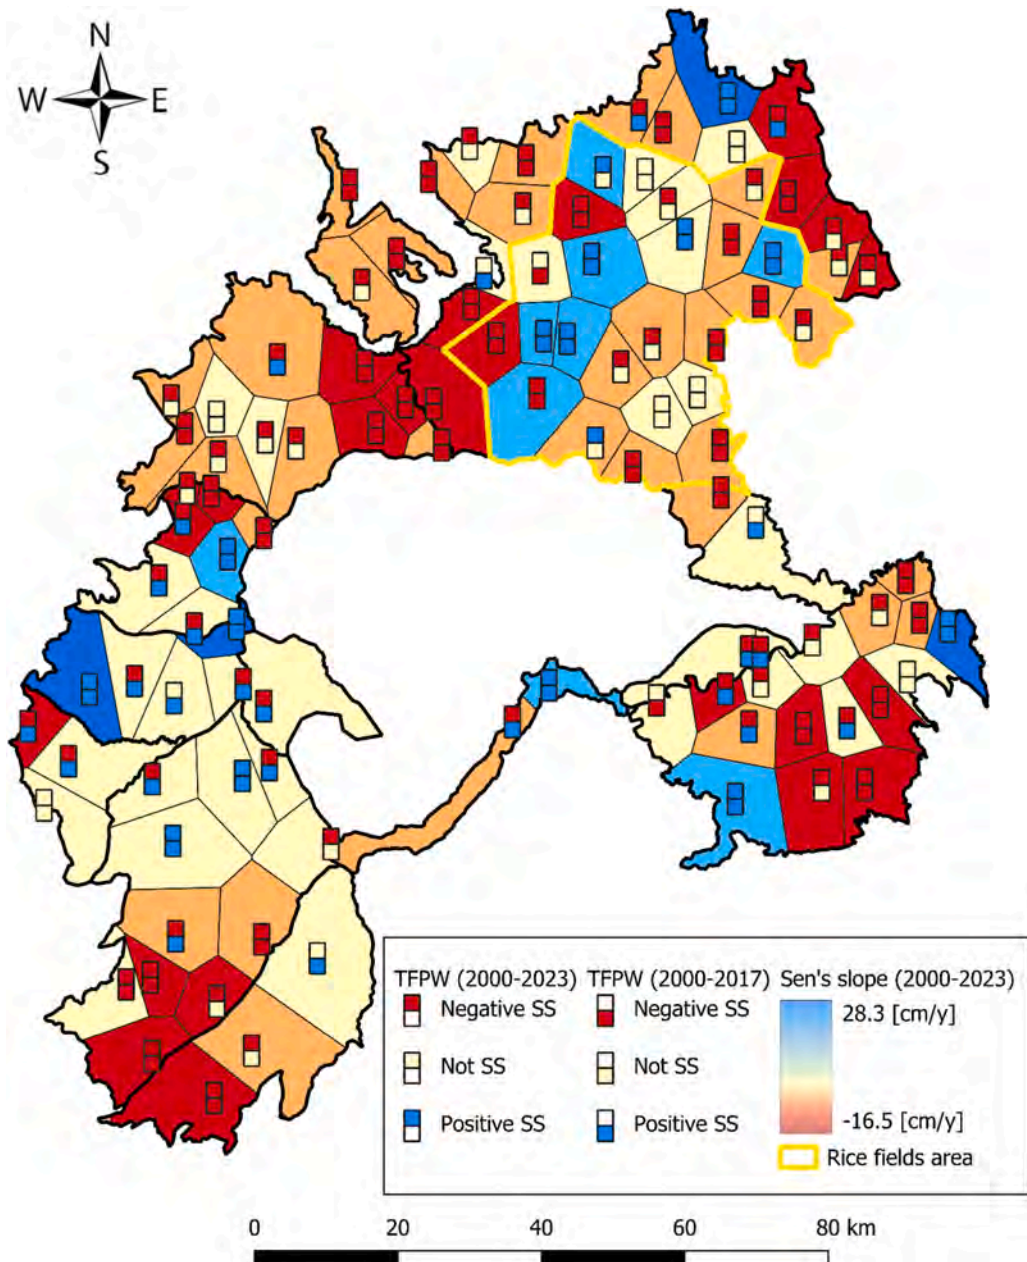 N
W E
S
TFPW (2000-2023) TFPW (2000-2017) Sen's slope (2000-2023)
Negative SS Negative SS 28.3 [cm/y]
Not SS Not SS
Positive SS Positive SS -16.5 [cm/y]
Rice fields area
0 20 40 60 80 km